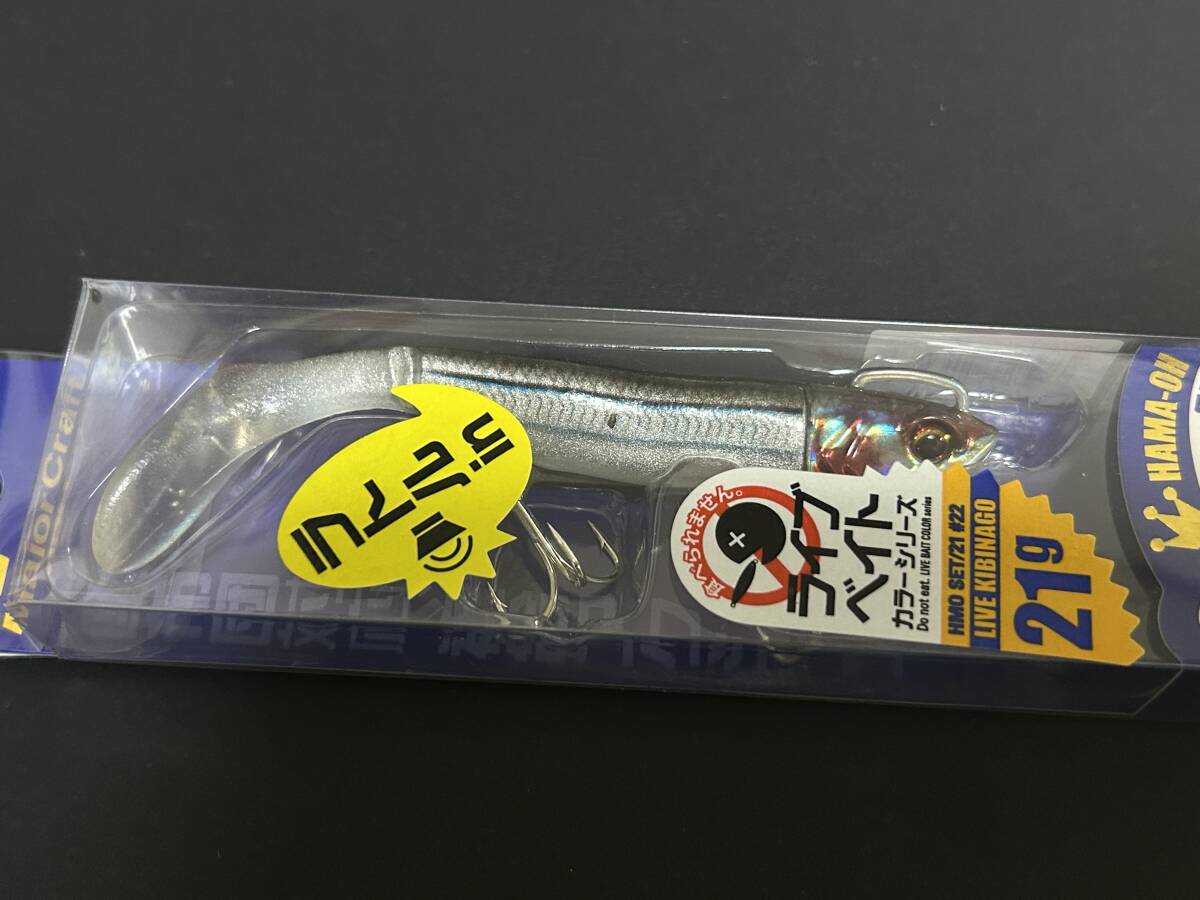 Major Craft
ラトル
in
食べられません。
ライブ
ベイト
カラーシリーズ
Do not eat. LIVE BAIT COLOR series
HMO SET/21 #22
LIVE KIBINAGO
21g
HAMA-OH